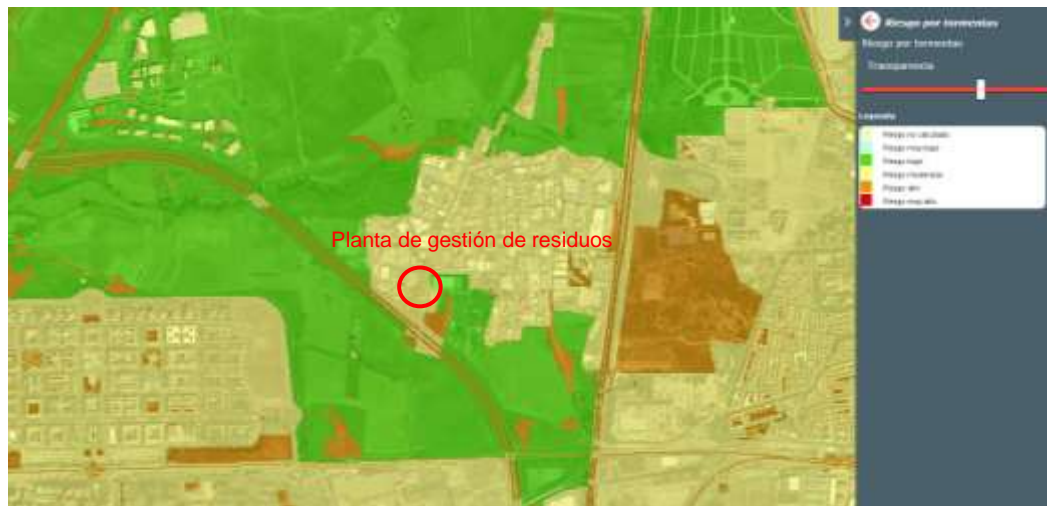 Riesgo por tormentas
Riesgo por tormentas
Transparencia
Planta de gestión de residuos
Leyenda
Riesgo no calculado
Riesgo muy bajo
Riesgo bajo
Riesgo moderado
Riesgo alto
Riesgo muy alto